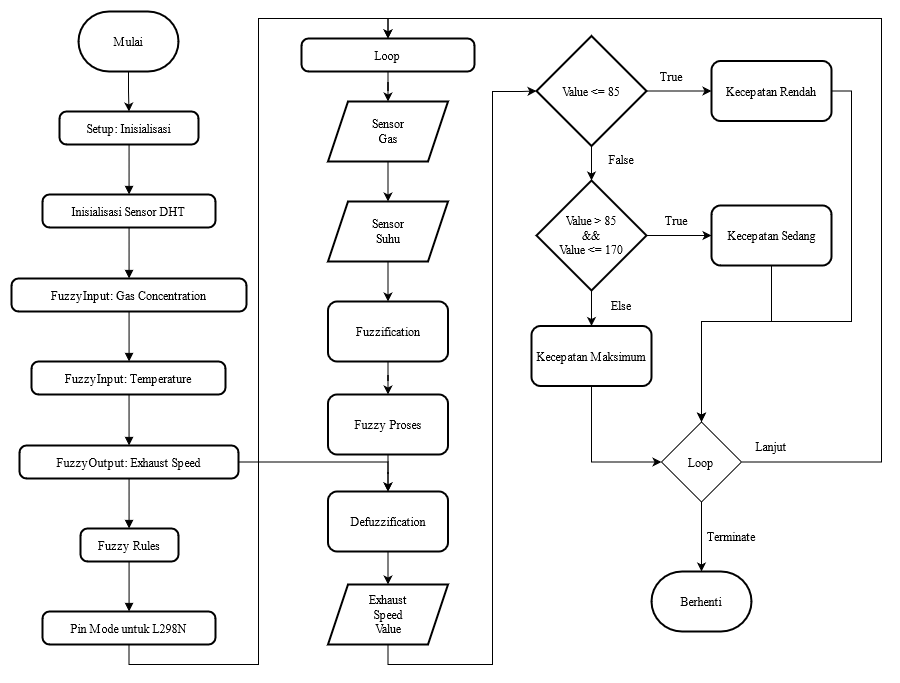 Mulai
Setup: Inisialisasi
Inisialisasi Sensor DHT
FuzzyInput: Gas Concentration
FuzzyInput: Temperature
FuzzyOutput: Exhaust Speed
Fuzzy Rules
Pin Mode untuk L298N
Loop
Sensor
Gas
Sensor
Suhu
Fuzzification
Fuzzy Proses
Defuzzification
Exhaust
Speed
Value
Value <= 85
True
Kecepatan Rendah
False
Value > 85
&&
Value <= 170
True
Kecepatan Sedang
Else
Kecepatan Maksimum
Loop
Lanjut
Terminate
Berhenti